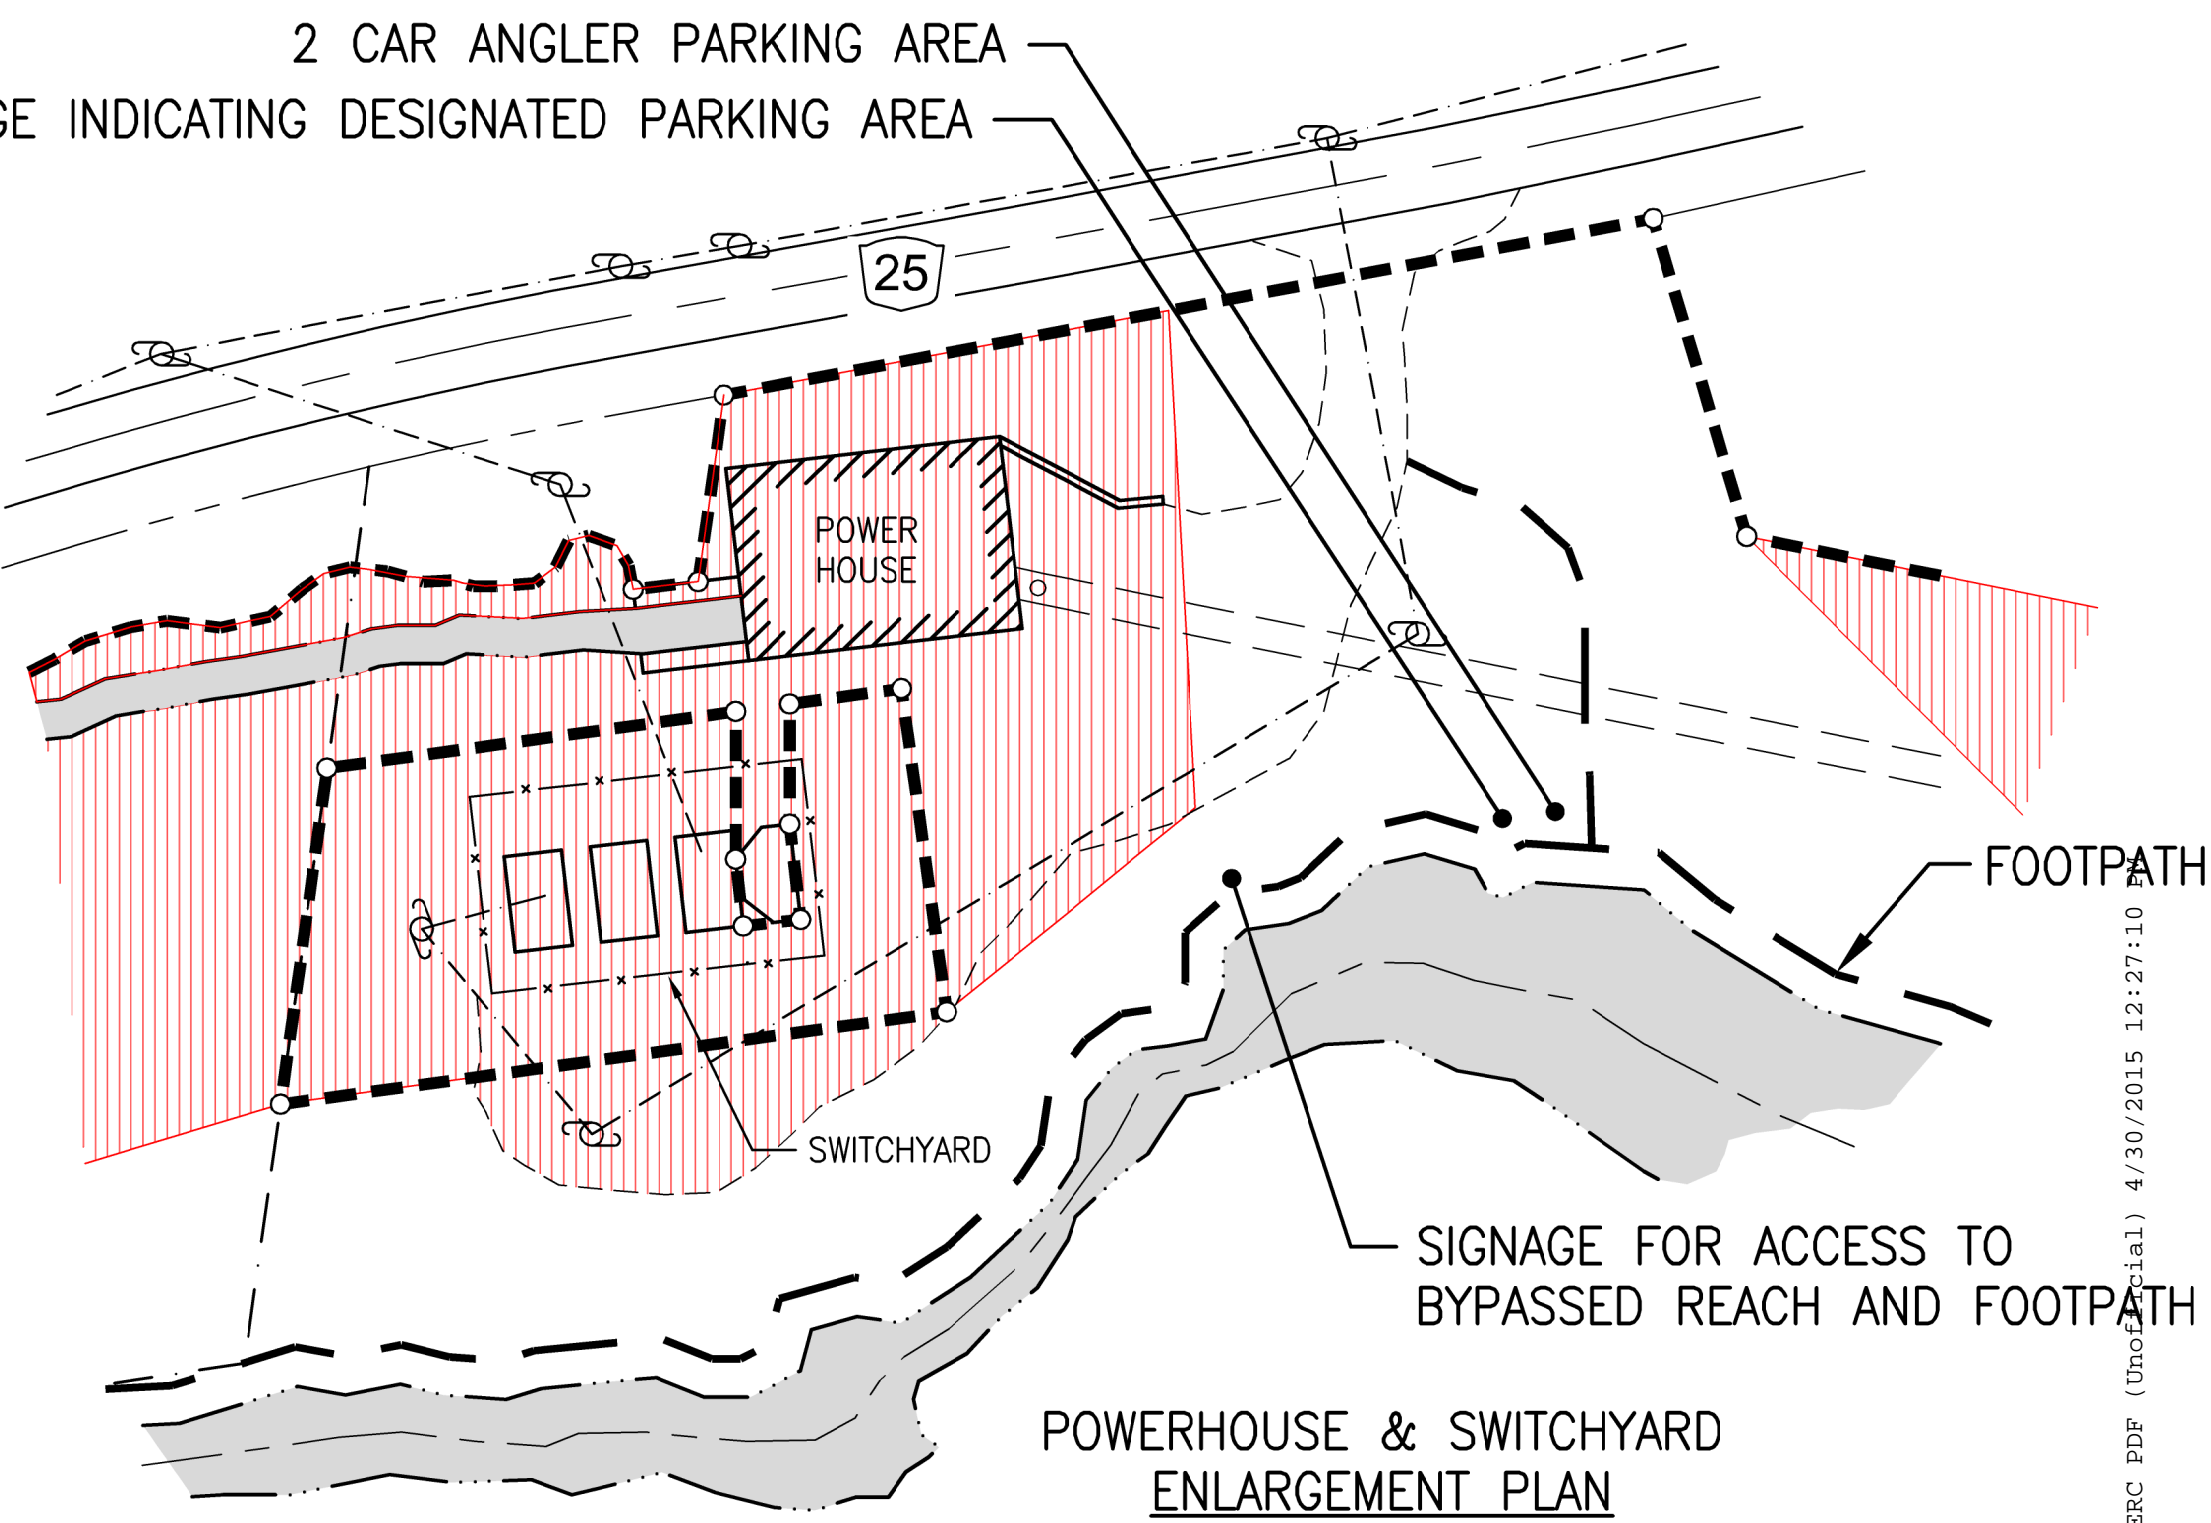 2 CAR ANGLER PARKING AREA
GE INDICATING DESIGNATED PARKING AREA
25
POWER
HOUSE
FOOTPATH
SWITCHYARD
SIGNAGE FOR ACCESS TO
BYPASSED REACH AND FOOTPATH
POWERHOUSE & SWITCHYARD
ENLARGEMENT PLAN
ERC PDF (Unofficial) 4/30/2015 12:27:10 PM